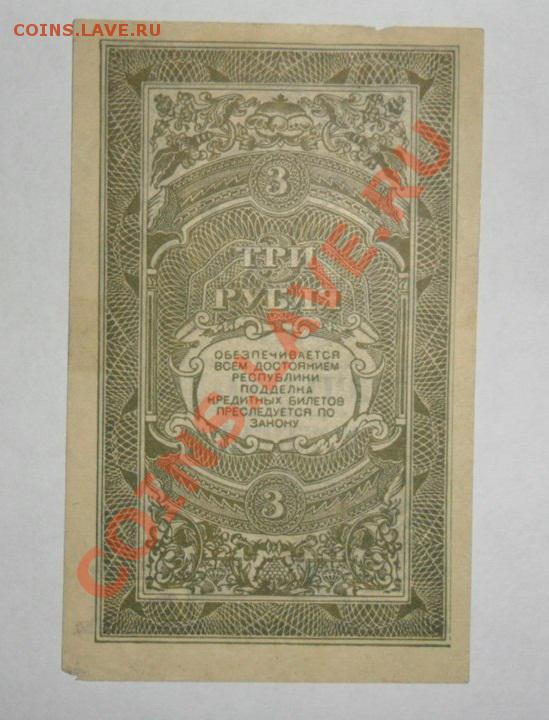 COINS.LAVE.RU
3
ТРИ
РУБЛЯ
ОБЕЗПЕЧИВАЕТСЯ
ВСЕМ ДОСТОЯНИЕМ
РЕСПУБЛИКИ
ПОДДЕЛКА
КРЕДИТНЫХ БИЛЕТОВ
ПРЕСЛЕДУЕТСЯ ПО
ЗАКОНУ
3
COINS.LAVE.RU